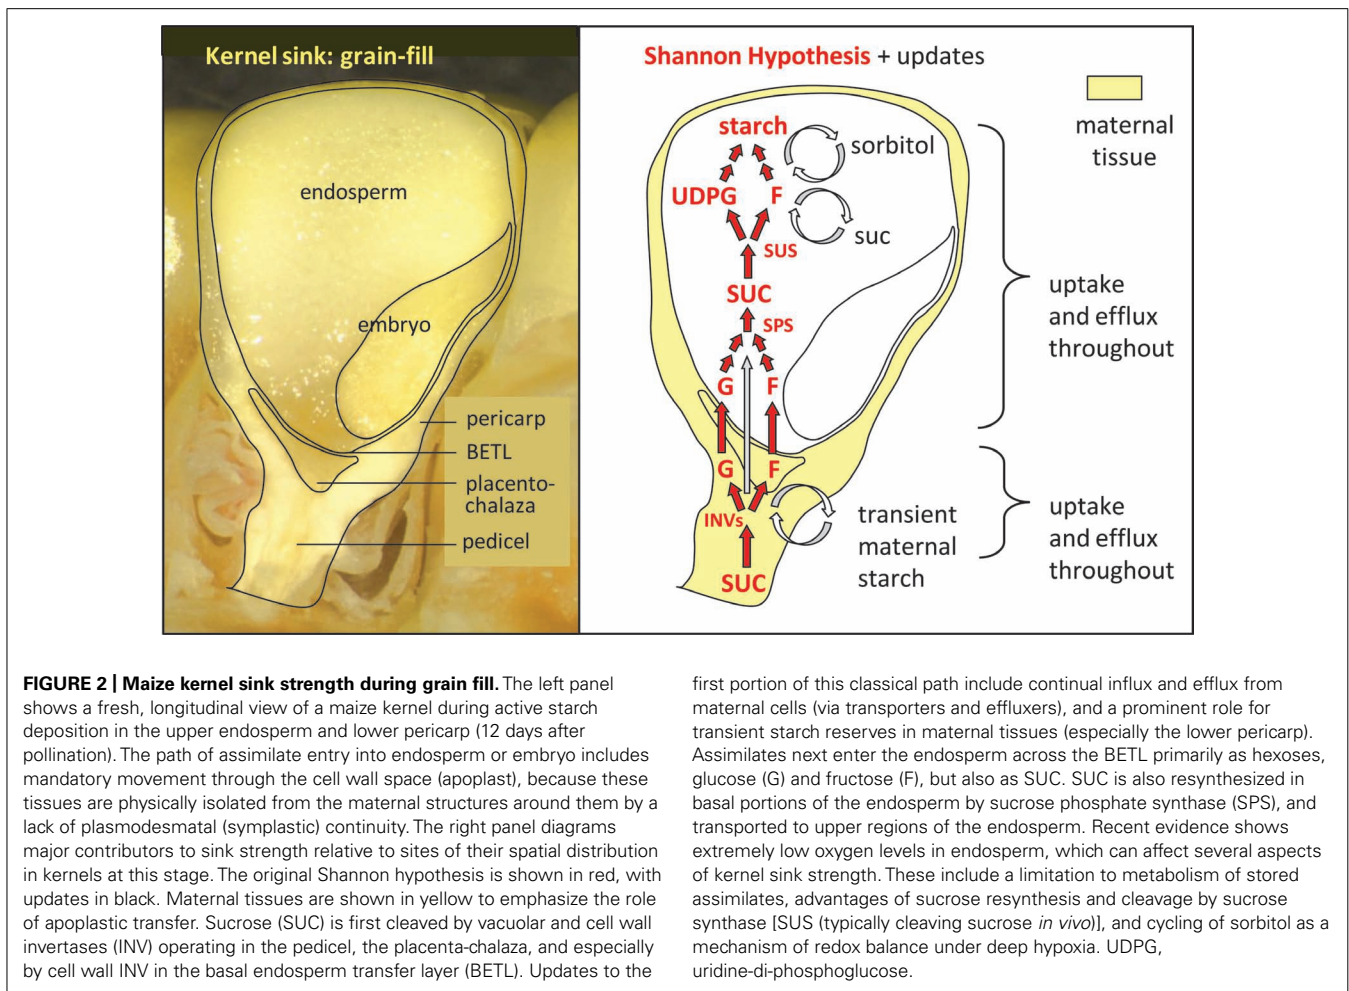 Kernel sink: grain-fill
endosperm
embryo
pericarp
BETL
placento-
chalaza
pedicel
Shannon Hypothesis + updates
maternal
tissue
starch
sorbitol
UDPG
F
suc
SUS
SUC
SPS
G
F
uptake
and efflux
throughout
G
F
INVs
transient
maternal
starch
SUC
uptake
and efflux
throughout
FIGURE 2 | Maize kernel sink strength during grain fill. The left panel
shows a fresh, longitudinal view of a maize kernel during active starch
deposition in the upper endosperm and lower pericarp (12 days after
pollination). The path of assimilate entry into endosperm or embryo includes
mandatory movement through the cell wall space (apoplast), because these
tissues are physically isolated from the maternal structures around them by a
lack of plasmodesmatal (symplastic) continuity. The right panel diagrams
major contributors to sink strength relative to sites of their spatial distribution
in kernels at this stage. The original Shannon hypothesis is shown in red, with
updates in black. Maternal tissues are shown in yellow to emphasize the role
of apoplastic transfer. Sucrose (SUC) is first cleaved by vacuolar and cell wall
invertases (INV) operating in the pedicel, the placenta-chalaza, and especially
by cell wall INV in the basal endosperm transfer layer (BETL). Updates to the
first portion of this classical path include continual influx and efflux from
maternal cells (via transporters and effluxers), and a prominent role for
transient starch reserves in maternal tissues (especially the lower pericarp).
Assimilates next enter the endosperm across the BETL primarily as hexoses,
glucose (G) and fructose (F), but also as SUC. SUC is also resynthesized in
basal portions of the endosperm by sucrose phosphate synthase (SPS), and
transported to upper regions of the endosperm. Recent evidence shows
extremely low oxygen levels in endosperm, which can affect several aspects
of kernel sink strength. These include a limitation to metabolism of stored
assimilates, advantages of sucrose resynthesis and cleavage by sucrose
synthase [SUS (typically cleaving sucrose in vivo)], and cycling of sorbitol as a
mechanism of redox balance under deep hypoxia. UDPG,
uridine-di-phosphoglucose.